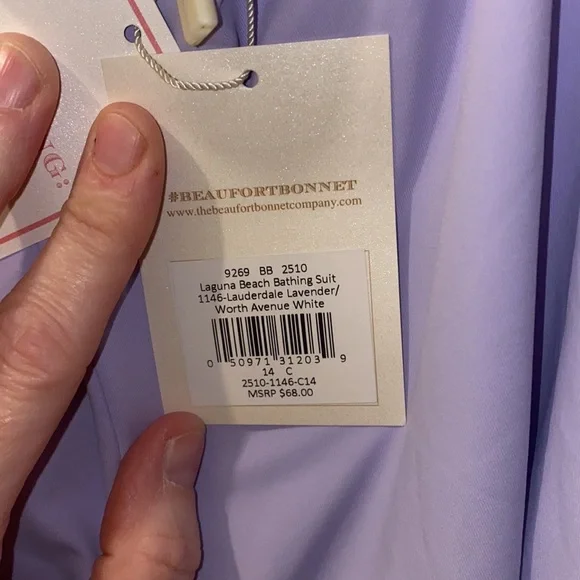 #BEAUFORTBONNET
www.thebeaufortbonnetcompany.com
9269 BB 2510
Laguna Beach Bathing Suit
1146-Lauderdale Lavender/
Worth Avenue White
0 50971 31203 9
14 C
2510-1146-C14
MSRP $68.00